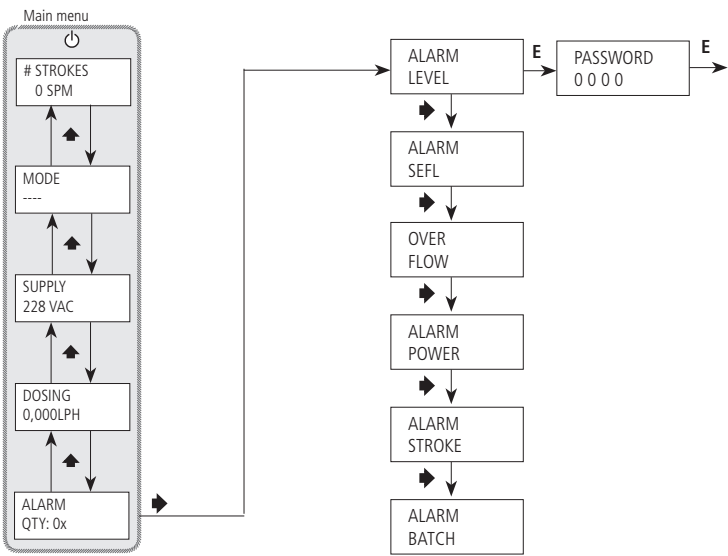 Main menu
# STROKES
0 SPM
MODE
----
SUPPLY
228 VAC
DOSING
0,000LPH
ALARM
QTY: 0x
ALARM
LEVEL
E
PASSWORD
0 0 0 0
E
ALARM
SEFL
OVER
FLOW
ALARM
POWER
ALARM
STROKE
ALARM
BATCH